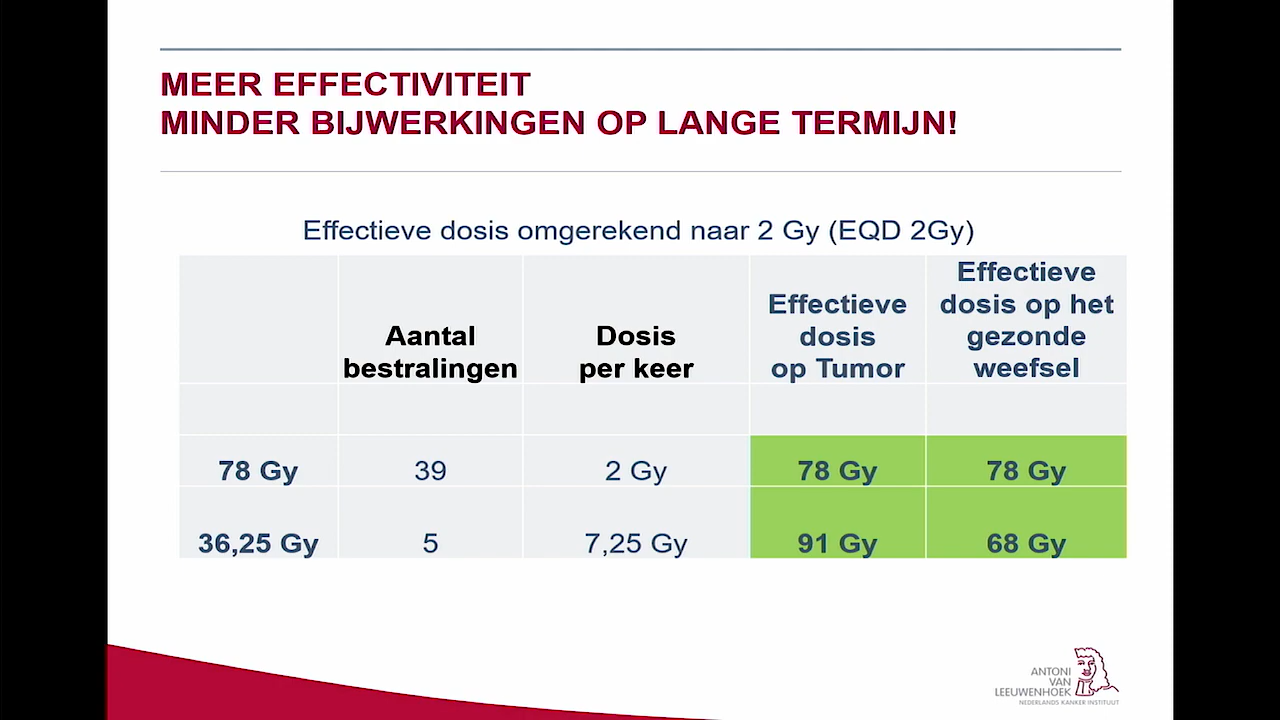 MEER EFFECTIVITEIT
MINDER BIJWERKINGEN OP LANGE TERMIJN!
Effectieve dosis omgerekend naar 2 Gy (EQD 2Gy)
Aantal
bestralingen
Dosis
per keer
Effectieve
dosis
op Tumor
Effectieve
dosis op het
gezonde
weefsel
78 Gy 39 2 Gy 78 Gy 78 Gy
36,25 Gy 5 7,25 Gy 91 Gy 68 Gy
ANTONI
VAN
LEEUWENHOEK
NEDERLANDS KANKER INSTITUUT